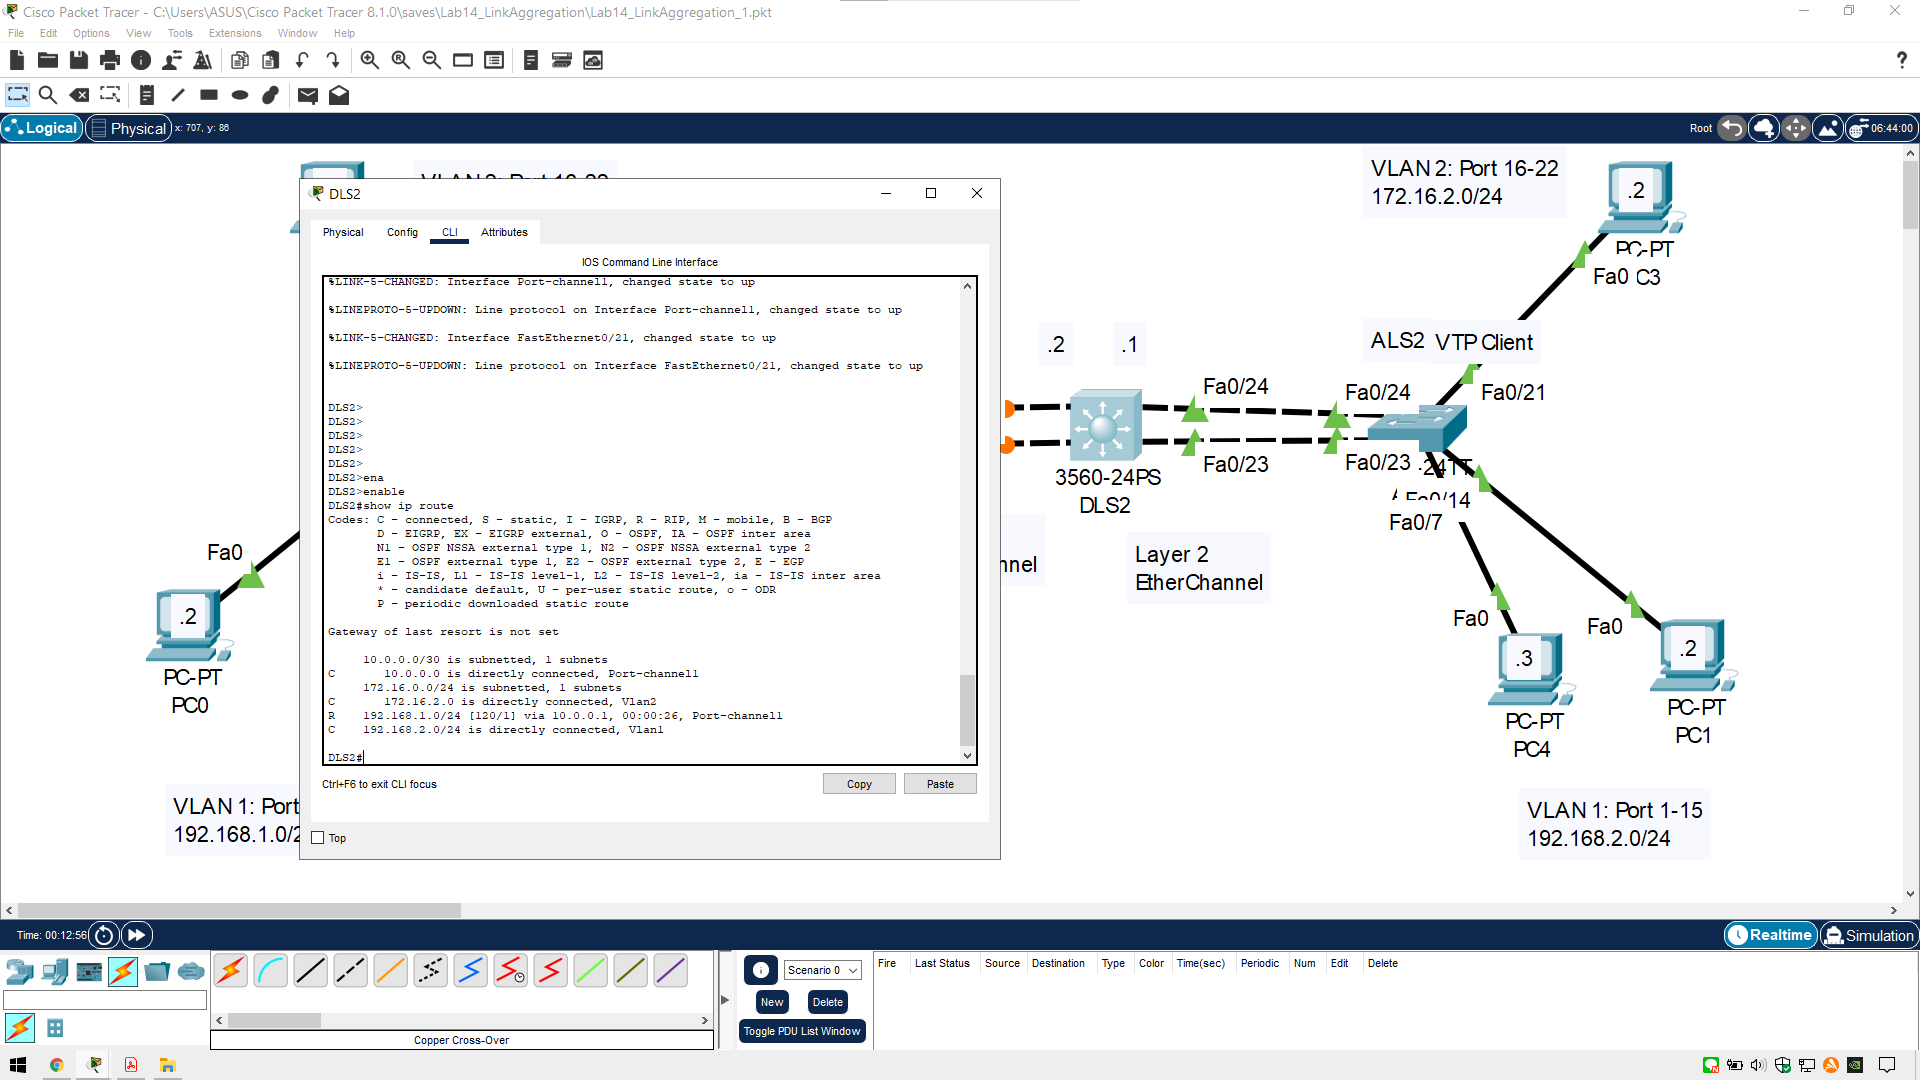 Cisco Packet Tracer - C:\Users\ASUS\Cisco Packet Tracer 8.1.0\saves\Lab14_LinkAggregation\Lab14_LinkAggregation_1.pkt
File Edit Options View Tools Extensions Window Help
Logical Physical x: 707, y: 86
Root 06:44:00
DLS2
Physical Config CLI Attributes
IOS Command Line Interface
%LINK-5-CHANGED: Interface Port-channel1, changed state to up
%LINEPROTO-5-UPDOWN: Line protocol on Interface Port-channel1, changed state to up
%LINK-5-CHANGED: Interface FastEthernet0/21, changed state to up
%LINEPROTO-5-UPDOWN: Line protocol on Interface FastEthernet0/21, changed state to up
DLS2>
DLS2>
DLS2>
DLS2>
DLS2>
DLS2>ena
DLS2>enable
DLS2#show ip route
Codes: C - connected, S - static, I - IGRP, R - RIP, M - mobile, B - BGP
D - EIGRP, EX - EIGRP external, O - OSPF, IA - OSPF inter area
N1 - OSPF NSSA external type 1, N2 - OSPF NSSA external type 2
E1 - OSPF external type 1, E2 - OSPF external type 2, E - EGP
i - IS-IS, L1 - IS-IS level-1, L2 - IS-IS level-2, ia - IS-IS inter area
* - candidate default, U - per-user static route, o - ODR
P - periodic downloaded static route
Gateway of last resort is not set
10.0.0.0/30 is subnetted, 1 subnets
C 10.0.0.0 is directly connected, Port-channel1
172.16.0.0/24 is subnetted, 1 subnets
C 172.16.2.0 is directly connected, Vlan2
R 192.168.1.0/24 [120/1] via 10.0.0.1, 00:00:26, Port-channel1
C 192.168.2.0/24 is directly connected, Vlan1
DLS2#
Ctrl+F6 to exit CLI focus
Copy
Paste
Top
Fa0
.2
PC-PT
PC0
VLAN 1: Port
192.168.1.0/2
VLAN 2: Port 16-22
172.16.2.0/24
.2
PC-PT
Fa0 C3
ALS2 VTP Client
.2
.1
Fa0/24
Fa0/24
Fa0/21
Fa0/23
Fa0/23
24TT
3560-24PS
DLS2
Fa0/14
Fa0/7
nnel
Layer 2
EtherChannel
Fa0
Fa0
.3
.2
PC-PT
PC4
PC-PT
PC1
VLAN 1: Port 1-15
192.168.2.0/24
Time: 00:12:56
Realtime Simulation
Scenario 0
New Delete
Toggle PDU List Window
Fire Last Status Source Destination Type Color Time(sec) Periodic Num Edit Delete
Copper Cross-Over